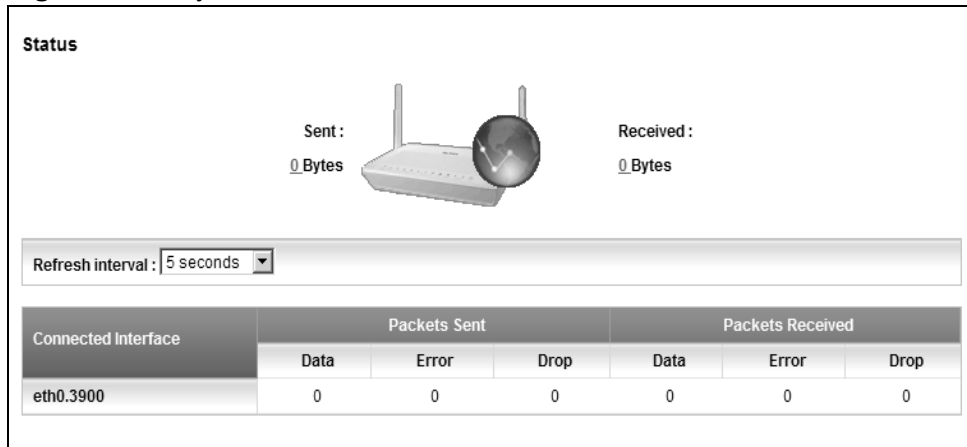 Status
Sent : Received :
0 Bytes 0 Bytes
Refresh interval : 5 seconds
Connected Interface Packets Sent Packets Received
Data Error Drop Data Error Drop
eth0.3900 0 0 0 0 0 0